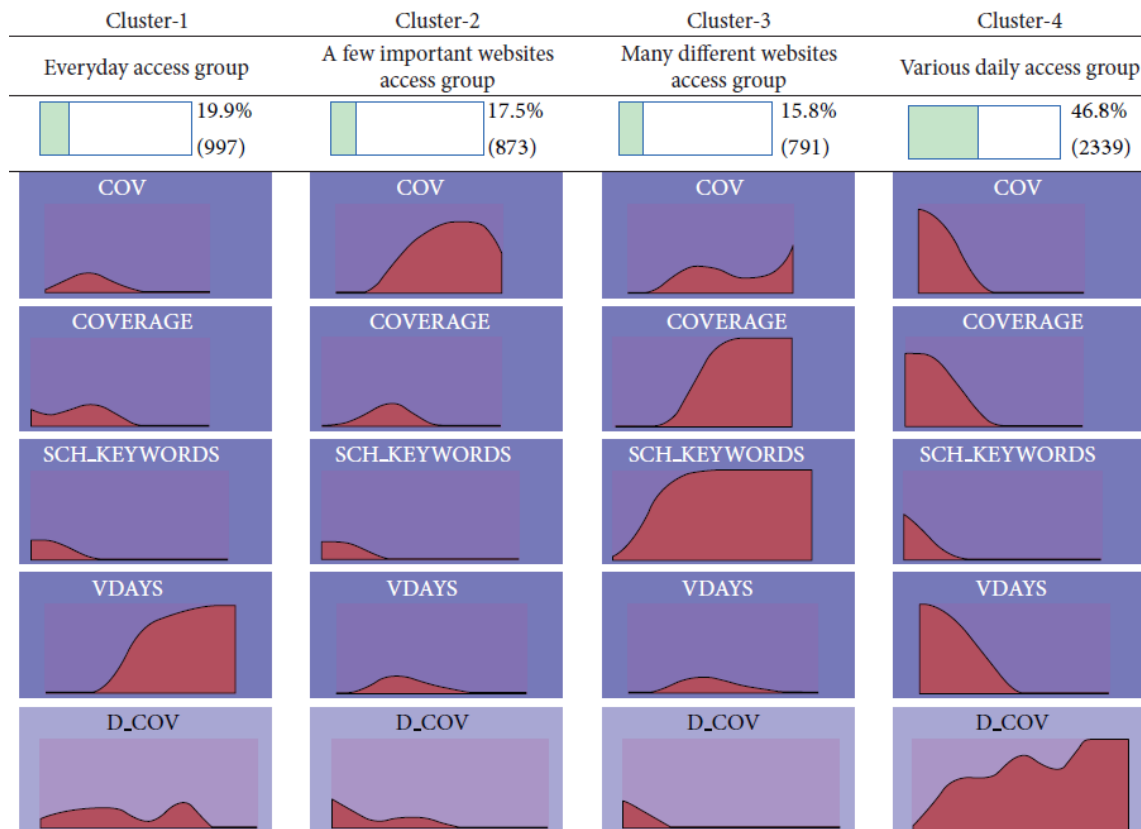 Cluster-1 Cluster-2 Cluster-3 Cluster-4
Everyday access group
A few important websites
access group
Many different websites
access group
Various daily access group
19.9%
(997)
17.5%
(873)
15.8%
(791)
46.8%
(2339)
COV COV COV COV
COVERAGE COVERAGE COVERAGE COVERAGE
SCH_KEYWORDS SCH_KEYWORDS SCH_KEYWORDS SCH_KEYWORDS
VDAYS VDAYS VDAYS VDAYS
D_COV D_COV D_COV D_COV